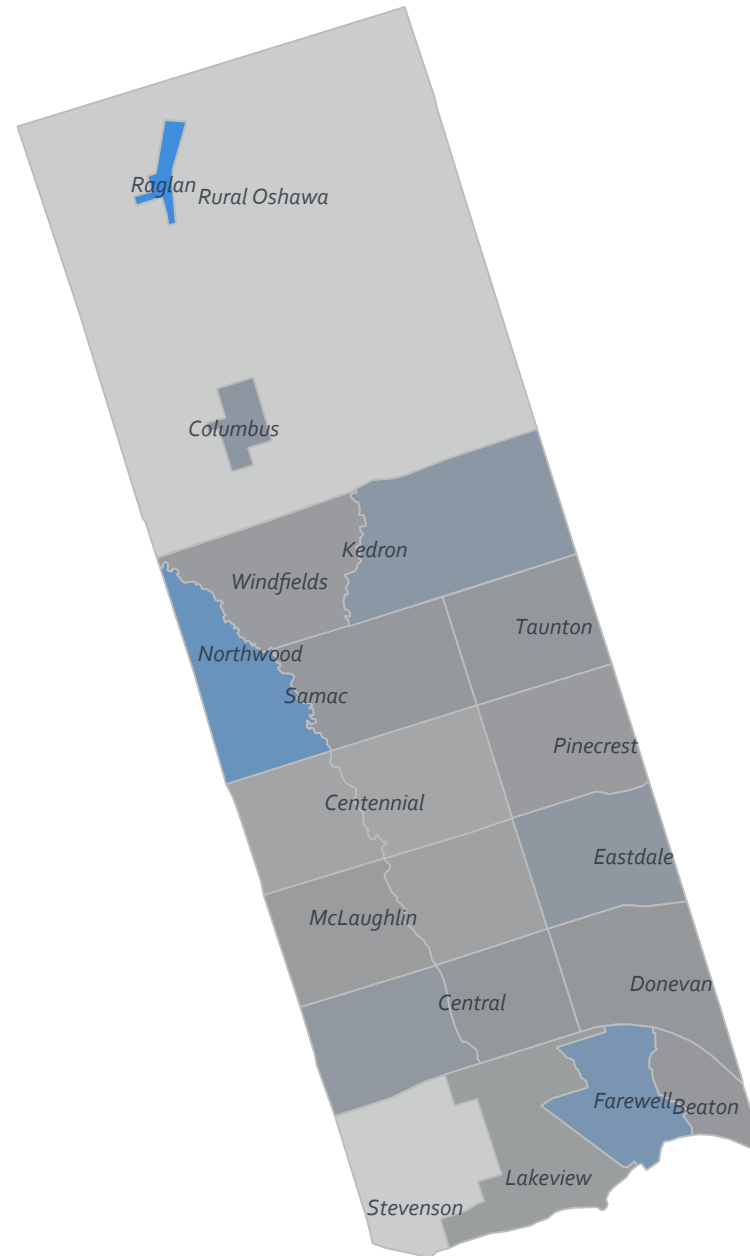 Raglan
Rural Oshawa
Columbus
Kedron
Windfields
Taunton
Northwood
Samac
Pinecrest
Centennial
Eastdale
McLaughlin
Donevan
Central
Farewell
Beaton
Lakeview
Stevenson